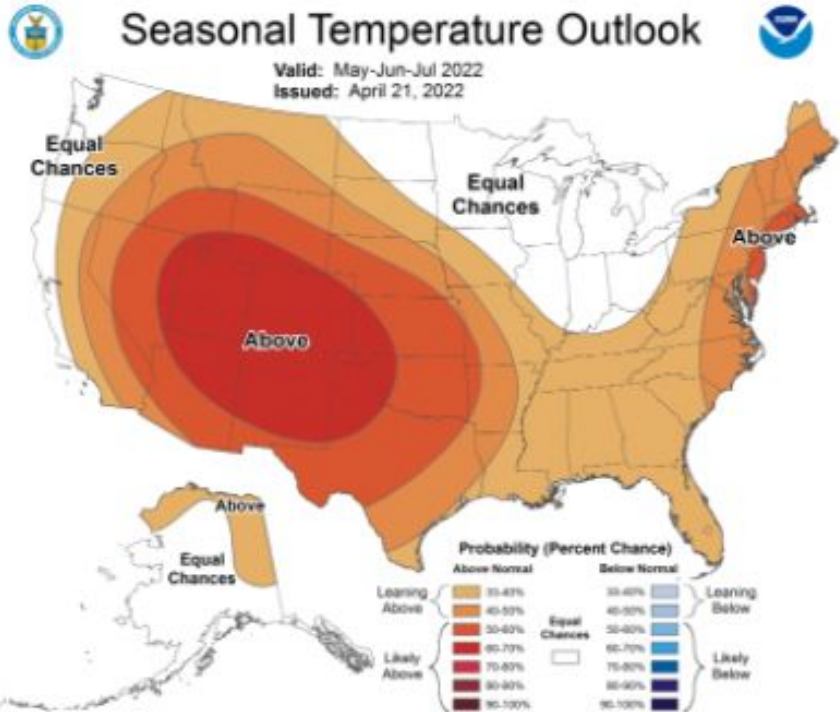 Seasonal Temperature Outlook
Valid: May-Jun-Jul 2022
Issued: April 21, 2022
Equal
Chances
Equal
Chances
Above
Above
Above
Equal
Chances
Probability (Percent Chance)
Above Normal
Below Normal
Leaning
Above
33-40%
40-50%
Likely
Above
50-60%
60-70%
70-80%
80-90%
90-100%
Equal
Chances
33-40%
40-50%
Leaning
Below
50-60%
60-70%
70-80%
80-90%
90-100%
Likely
Below